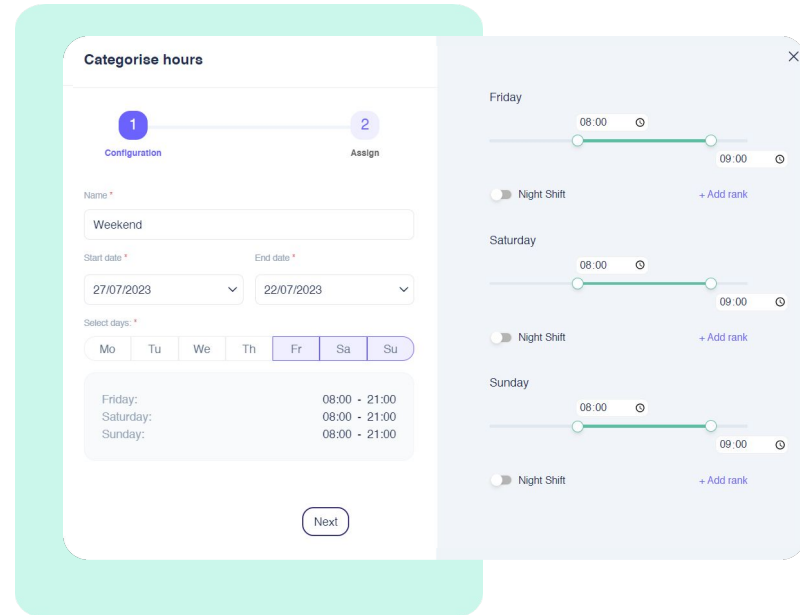 Categorise hours
1
2
Configuration
Assign
Name *
Weekend
Start date *
End date *
27/07/2023
22/07/2023
Select days: *
Mo Tu We Th Fr Sa Su
Friday: 08:00 - 21:00
Saturday: 08:00 - 21:00
Sunday: 08:00 - 21:00
Next
Friday
08:00
09:00
Night Shift
+ Add rank
Saturday
08:00
09:00
Night Shift
+ Add rank
Sunday
08:00
09:00
Night Shift
+ Add rank